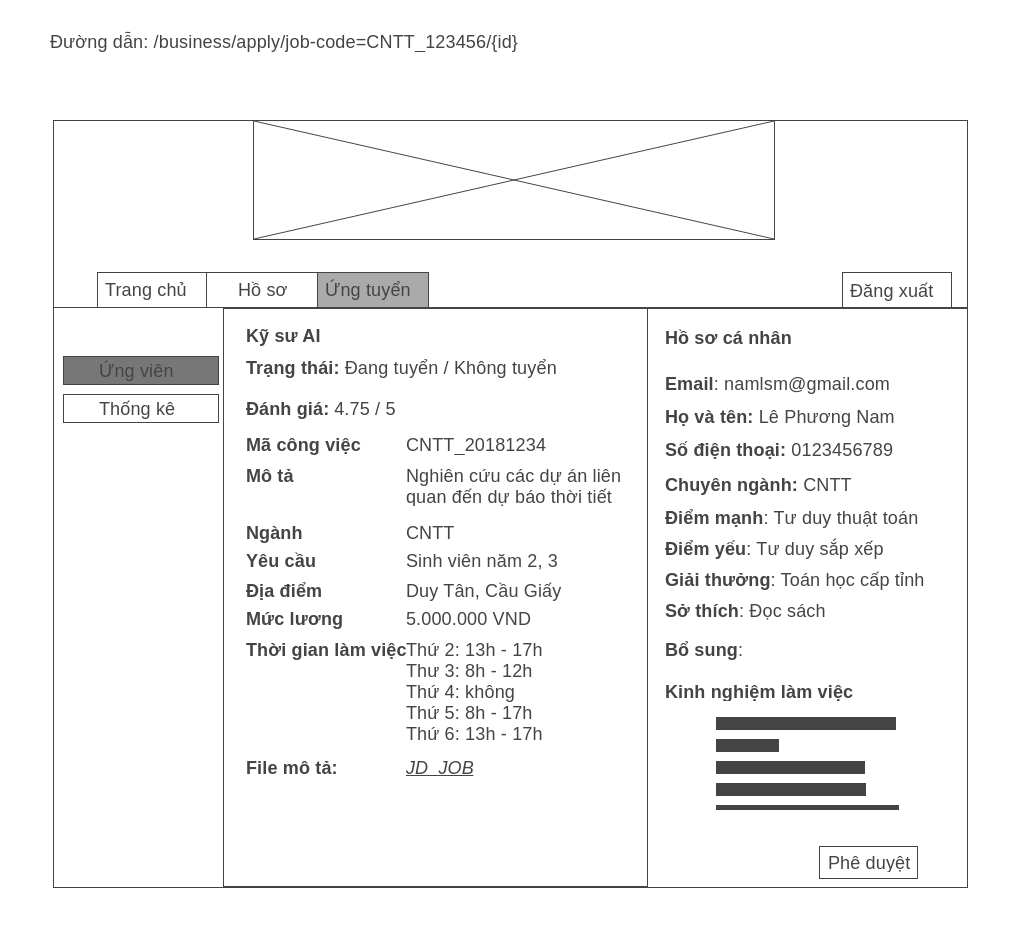 Đường dẫn: /business/apply/job-code=CNTT_123456/{id}
Trang chủ
Hồ sơ
Ứng tuyển
Đăng xuất
Ứng viên
Thống kê
Kỹ sư AI
Trạng thái: Đang tuyển / Không tuyển
Đánh giá: 4.75 / 5
Mã công việc CNTT_20181234
Mô tả Nghiên cứu các dự án liên
quan đến dự báo thời tiết
Ngành CNTT
Yêu cầu Sinh viên năm 2, 3
Địa điểm Duy Tân, Cầu Giấy
Mức lương 5.000.000 VND
Thời gian làm việc Thứ 2: 13h - 17h
Thư 3: 8h - 12h
Thứ 4: không
Thứ 5: 8h - 17h
Thứ 6: 13h - 17h
File mô tả: JD_JOB
Hồ sơ cá nhân
Email: namlsm@gmail.com
Họ và tên: Lê Phương Nam
Số điện thoại: 0123456789
Chuyên ngành: CNTT
Điểm mạnh: Tư duy thuật toán
Điểm yếu: Tư duy sắp xếp
Giải thưởng: Toán học cấp tỉnh
Sở thích: Đọc sách
Bổ sung:
Kinh nghiệm làm việc
Phê duyệt